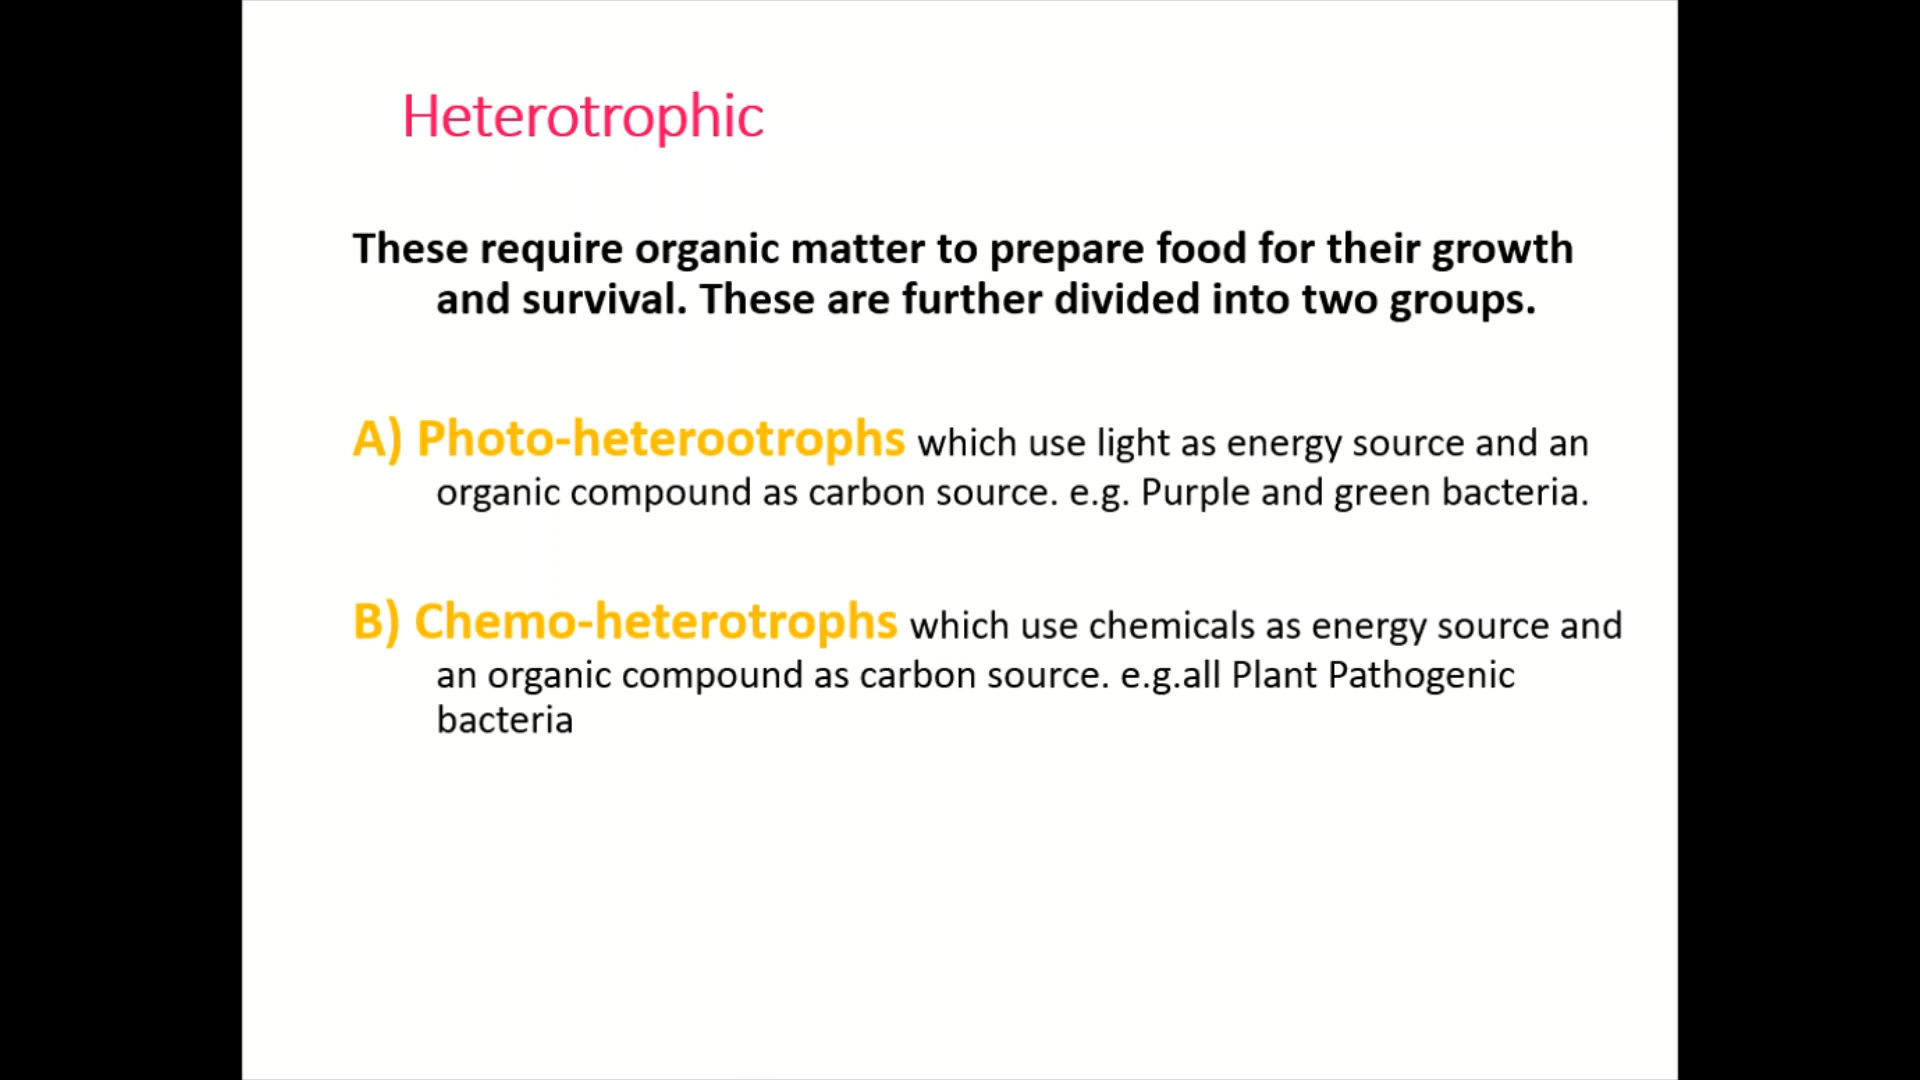 Heterotrophic
These require organic matter to prepare food for their growth
and survival. These are further divided into two groups.
A) Photo-heterootrophs which use light as energy source and an
organic compound as carbon source. e.g. Purple and green bacteria.
B) Chemo-heterotrophs which use chemicals as energy source and
an organic compound as carbon source. e.g.all Plant Pathogenic
bacteria